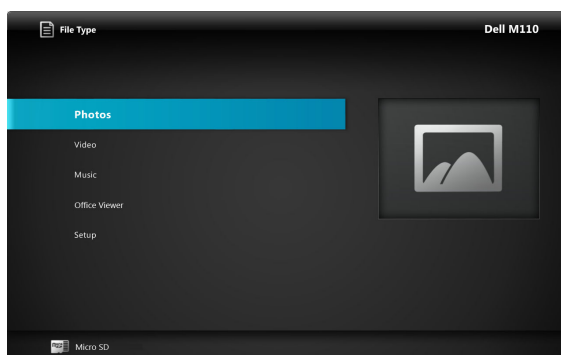 File Type
Dell M110
Photos
Video
Music
Office Viewer
Setup
Micro SD